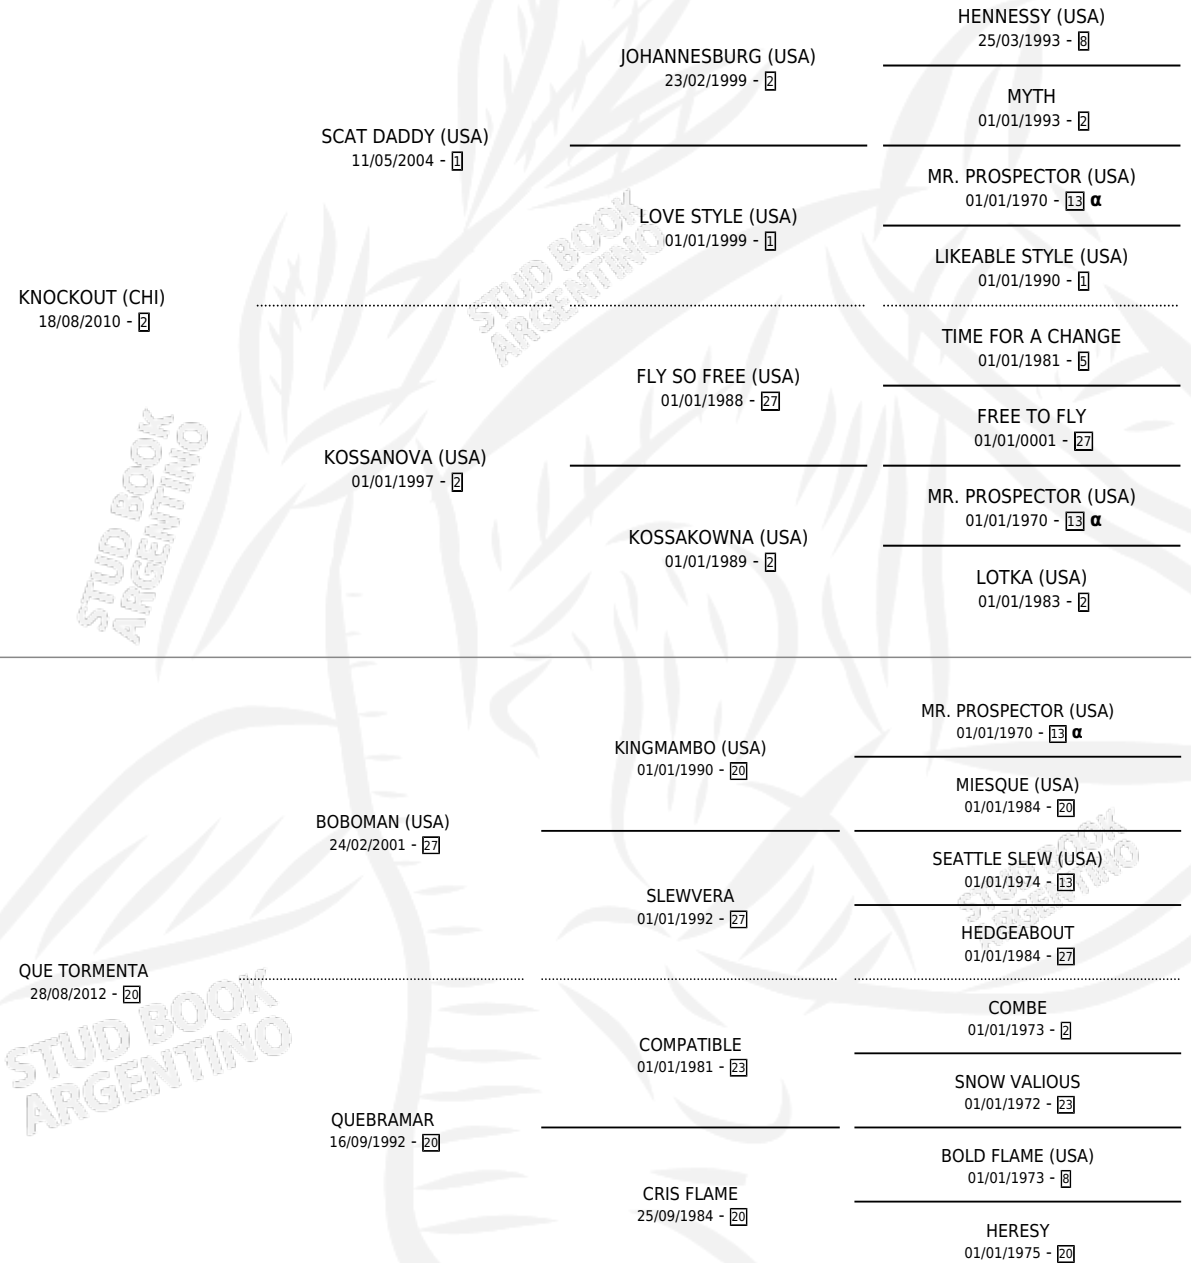 HENNESSY (USA)
25/03/1993 - 8
JOHANNESBURG (USA)
23/02/1999 - 2
MYTH
01/01/1993 - 2
SCAT DADDY (USA)
11/05/2004 - 1
MR. PROSPECTOR (USA)
01/01/1970 - 13 α
LOVE STYLE (USA)
01/01/1999 - 1
LIKEABLE STYLE (USA)
01/01/1990 - 1
KNOCKOUT (CHI)
18/08/2010 - 2
TIME FOR A CHANGE
01/01/1981 - 5
FLY SO FREE (USA)
01/01/1988 - 27
FREE TO FLY
01/01/0001 - 27
KOSSANOVA (USA)
01/01/1997 - 2
MR. PROSPECTOR (USA)
01/01/1970 - 13 α
KOSSAKOWNA (USA)
01/01/1989 - 2
LOTKA (USA)
01/01/1983 - 2
STUD BOOK
ARGENTINO
STUD BOOK
ARGENTINO
MR. PROSPECTOR (USA)
01/01/1970 - 13 α
KINGMAMBO (USA)
01/01/1990 - 20
MIESQUE (USA)
01/01/1984 - 20
BOBOMAN (USA)
24/02/2001 - 27
SEATTLE SLEW (USA)
01/01/1974 - 13
SLEWVERA
01/01/1992 - 27
HEDGEABOUT
01/01/1984 - 27
STUD BOOK
ARGENTINO
QUE TORMENTA
28/08/2012 - 20
COMBE
01/01/1973 - 2
COMPATIBLE
01/01/1981 - 23
SNOW VALIOUS
01/01/1972 - 23
QUEBRAMAR
16/09/1992 - 20
BOLD FLAME (USA)
01/01/1973 - 8
CRIS FLAME
25/09/1984 - 20
HERESY
01/01/1975 - 20
STUD BOOK
ARGENTINO